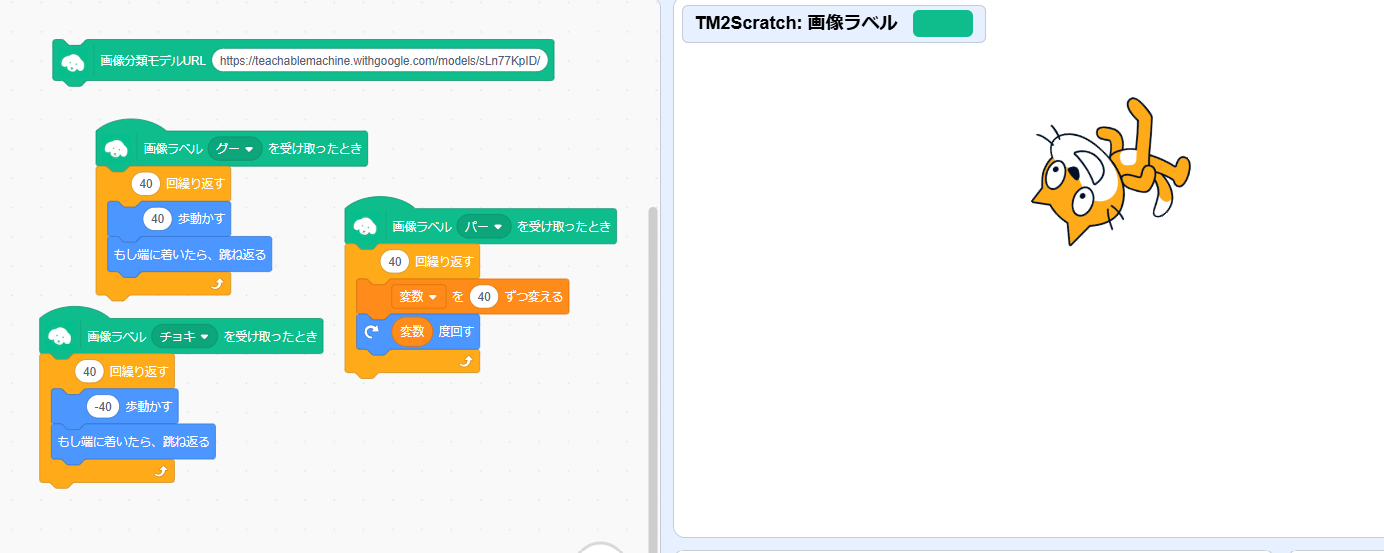 画像分類モデルURL https://teachablemachine.withgoogle.com/models/sLn77KpID/
画像ラベル グー を受け取ったとき
40 回繰り返す
40 歩動かす
もし端に着いたら、跳ね返る
画像ラベル チョキ を受け取ったとき
40 回繰り返す
-40 歩動かす
もし端に着いたら、跳ね返る
画像ラベル パー を受け取ったとき
40 回繰り返す
変数 を 40 ずつ変える
変数 度回す
TM2Scratch: 画像ラベル